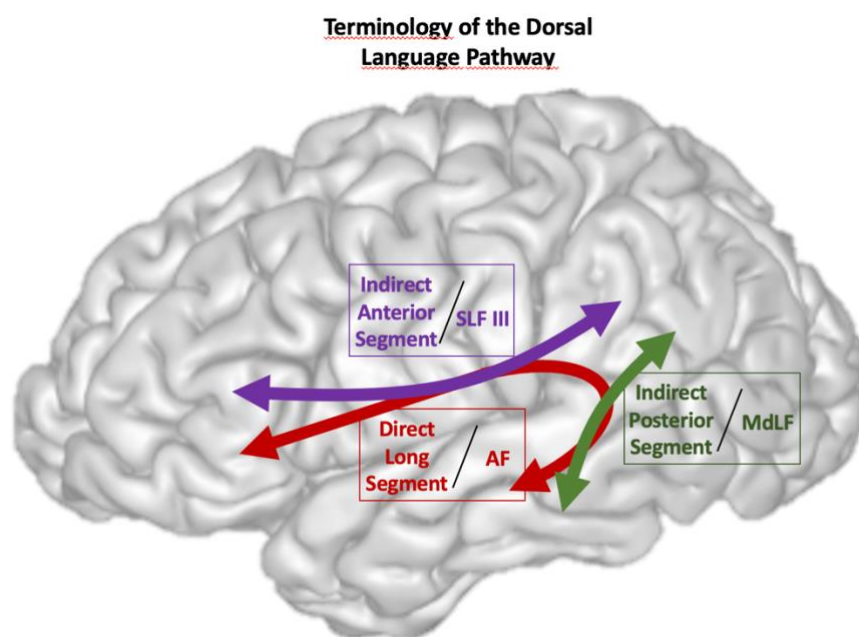 Terminology of the Dorsal
Language Pathway
Indirect
Anterior
Segment / SLF III
Direct
Long
Segment / AF
Indirect
Posterior
Segment / MdLF